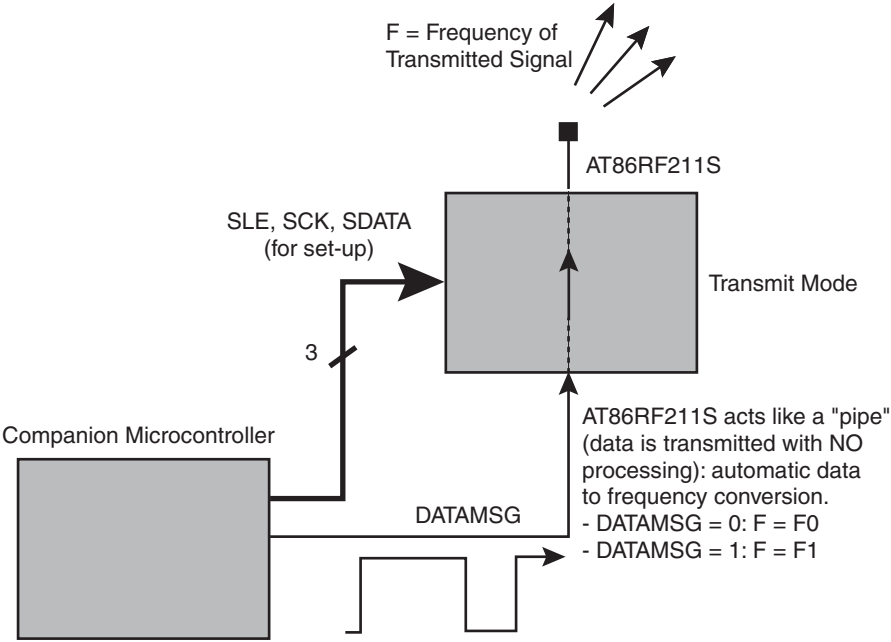 F = Frequency of
Transmitted Signal
AT86RF211S
SLE, SCK, SDATA
(for set-up)
Transmit Mode
3
Companion Microcontroller
AT86RF211S acts like a "pipe"
(data is transmitted with NO
processing): automatic data
to frequency conversion.
- DATAMSG = 0: F = F0
- DATAMSG = 1: F = F1
DATAMSG